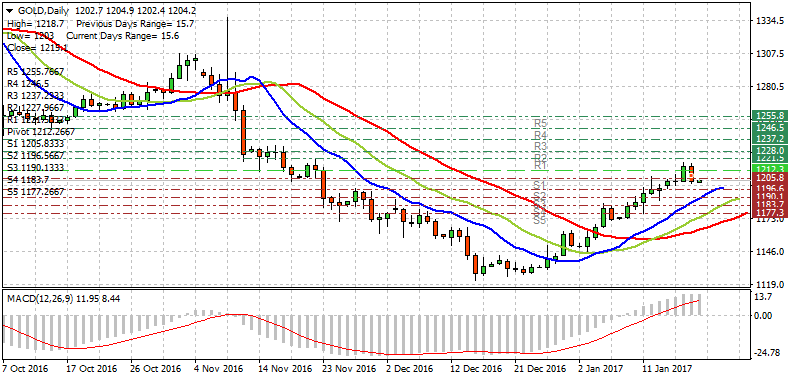 GOLD,Daily 1202.7 1204.9 1202.4 1204.2
High= 1218.7 Previous Days Range= 15.7
Low= 1203 Current Days Range= 15.6
Close= 1215.1
R5 1255.7667
R4 1246.5
R3 1237.2333
R2 1227.9667
Pivot 1212.2667
S1 1205.8333
S2 1196.5667
S3 1190.1333
S4 1183.7
S5 1177.2667
R5
R4
R3
R2
R1
S1
S2
S5
1334.5
1307.5
1280.5
1255.8
1246.5
1237.2
1228.0
1221.5
1212.3
1205.8
1196.6
1190.1
1183.7
1177.3
1173.0
1146.0
1119.0
MACD(12,26,9) 11.95 8.44
13.7
0.00
-24.78
7 Oct 2016
17 Oct 2016
26 Oct 2016
4 Nov 2016
14 Nov 2016
23 Nov 2016
2 Dec 2016
12 Dec 2016
21 Dec 2016
2 Jan 2017
11 Jan 2017